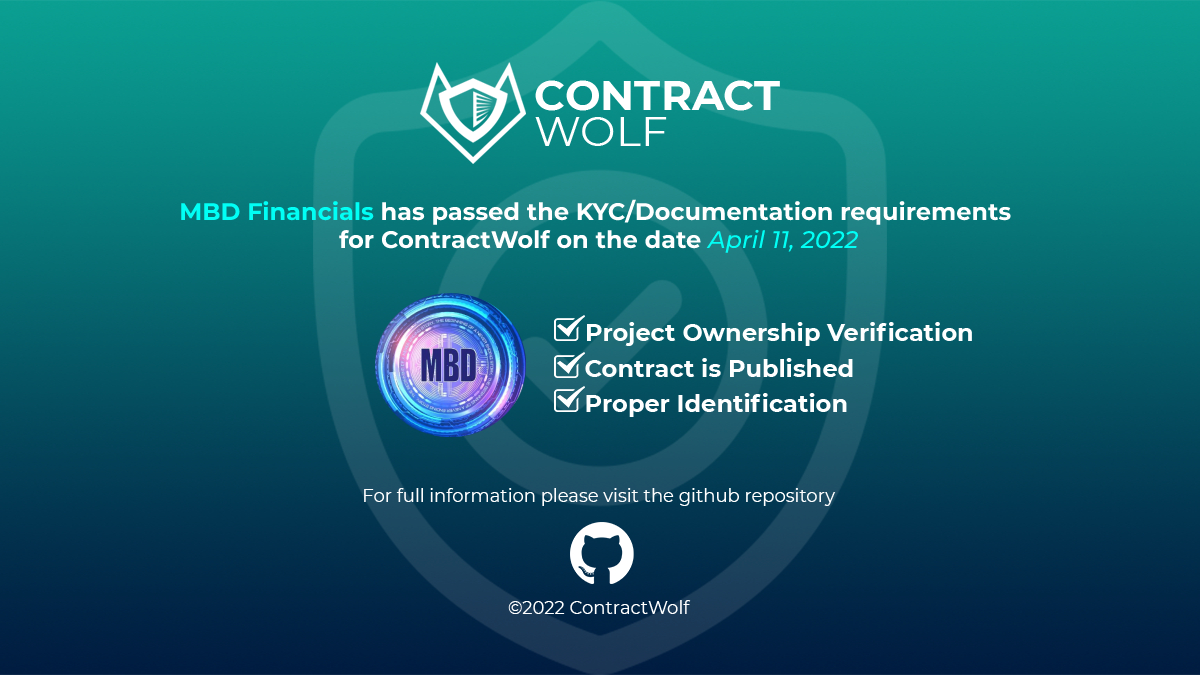 CONTRACT
WOLF
MBD Financials has passed the KYC/Documentation requirements
for ContractWolf on the date April 11, 2022
MBD
Project Ownership Verification
Contract is Published
Proper Identification
For full information please visit the github repository
©2022 ContractWolf